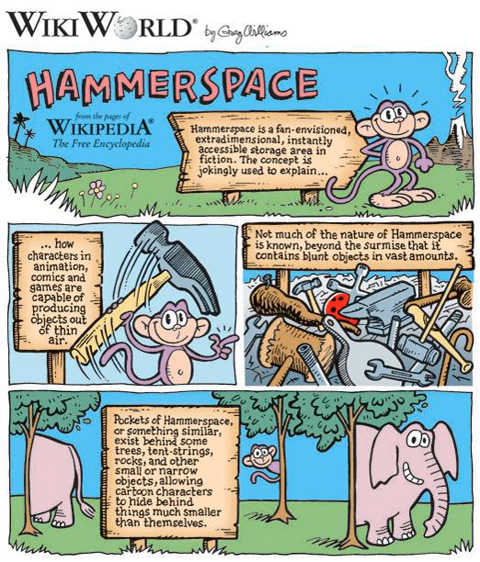 WIKIWORLD® by Greg Williams
HAMMERSPACE
from the pages of
WIKIPEDIA®
The Free Encyclopedia
Hammerspace is a fan-envisioned,
extradimensional, instantly
accessible storage area in
fiction. The concept is
jokingly used to explain...
... how
characters in
animation,
comics and
games are
capable of
producing
objects out
of thin
air.
Not much of the nature of Hammerspace
is known, beyond the surmise that it
contains blunt objects in vast amounts.
Pockets of Hammerspace,
or something similar,
exist behind some
trees, tent-strings,
rocks, and other
small or narrow
objects, allowing
cartoon characters
to hide behind
things much smaller
than themselves.